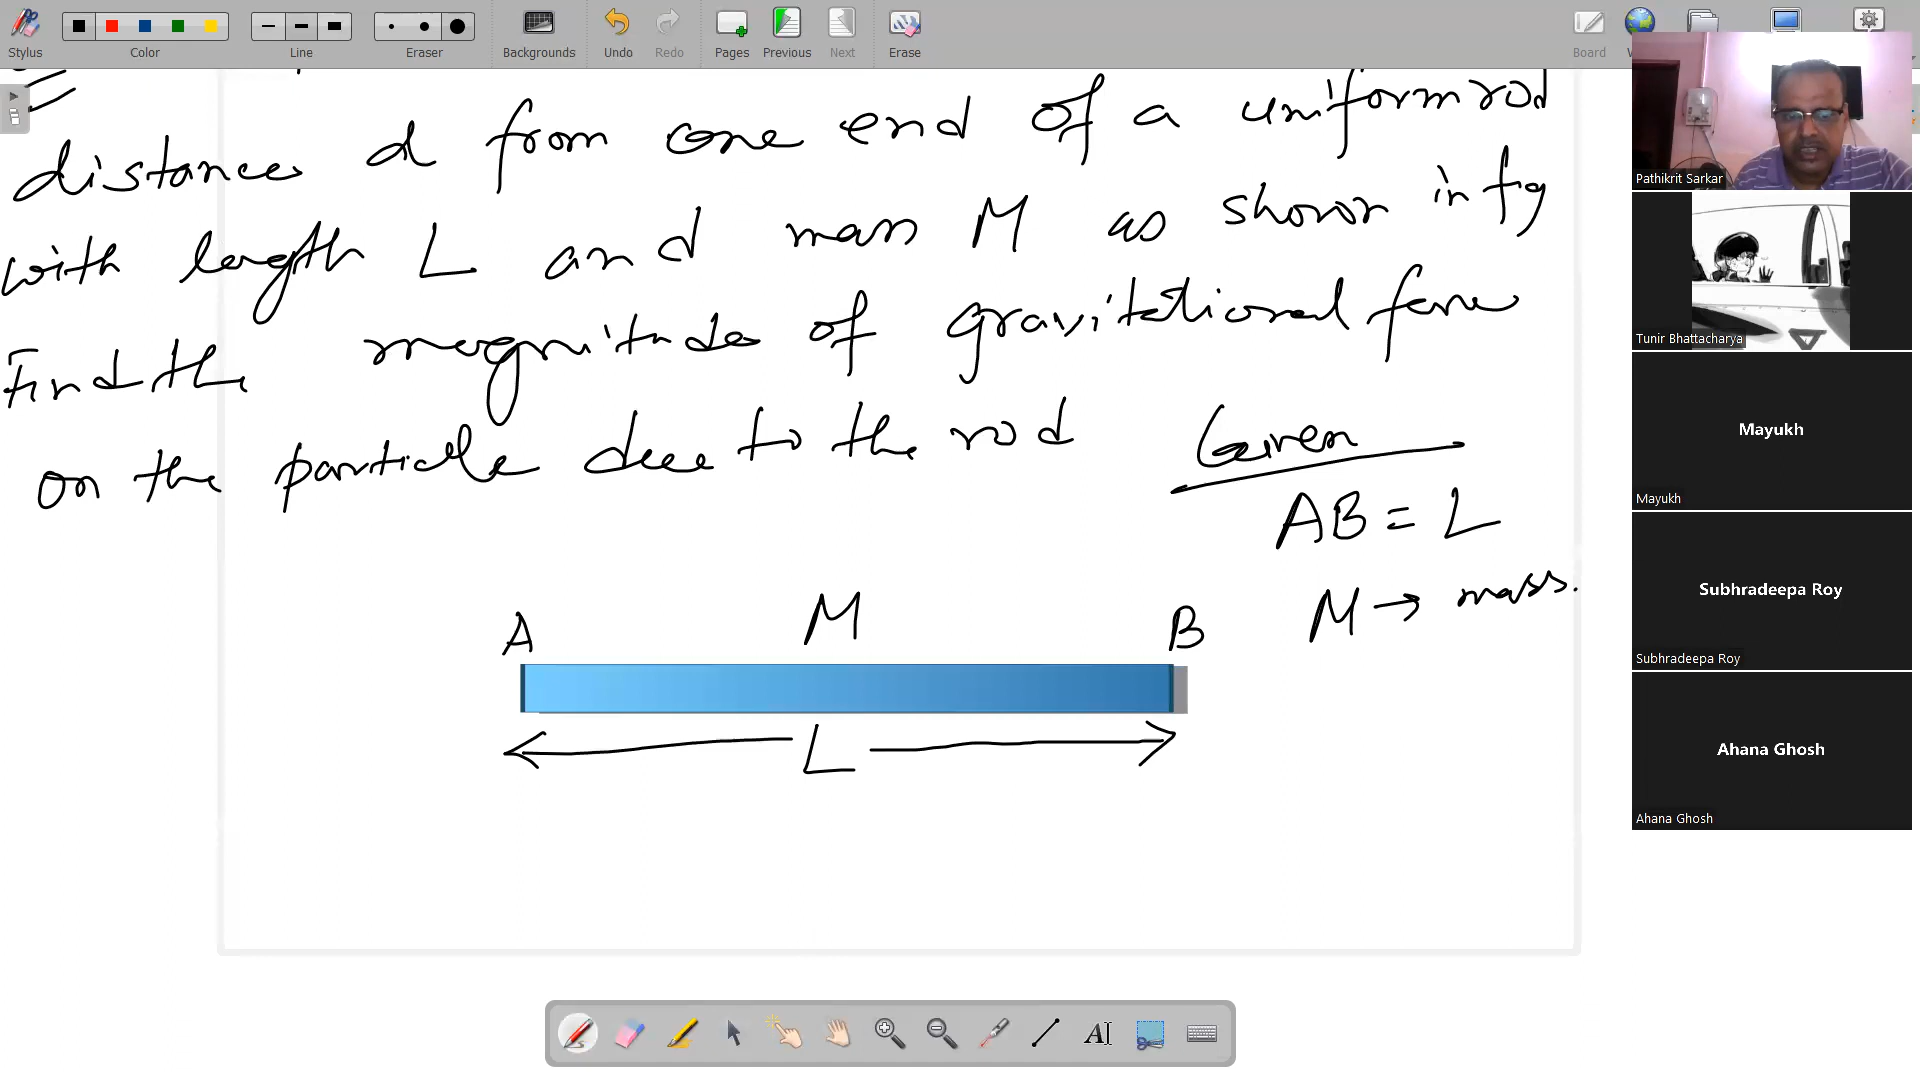 Stylus
Color
Line
Eraser
Backgrounds
Undo
Redo
Pages
Previous
Next
Erase
Board
distance d from one end of a uniform rod
with length L and mass M as shown in fig
Find the magnitude of gravitational force
on the particle due to the rod
Given
AB = L
M → mass.
A M B
L
Pathikrit Sarkar
Tunir Bhattacharya
Mayukh
Mayukh
Subhradeepa Roy
Subhradeepa Roy
Ahana Ghosh
Ahana Ghosh